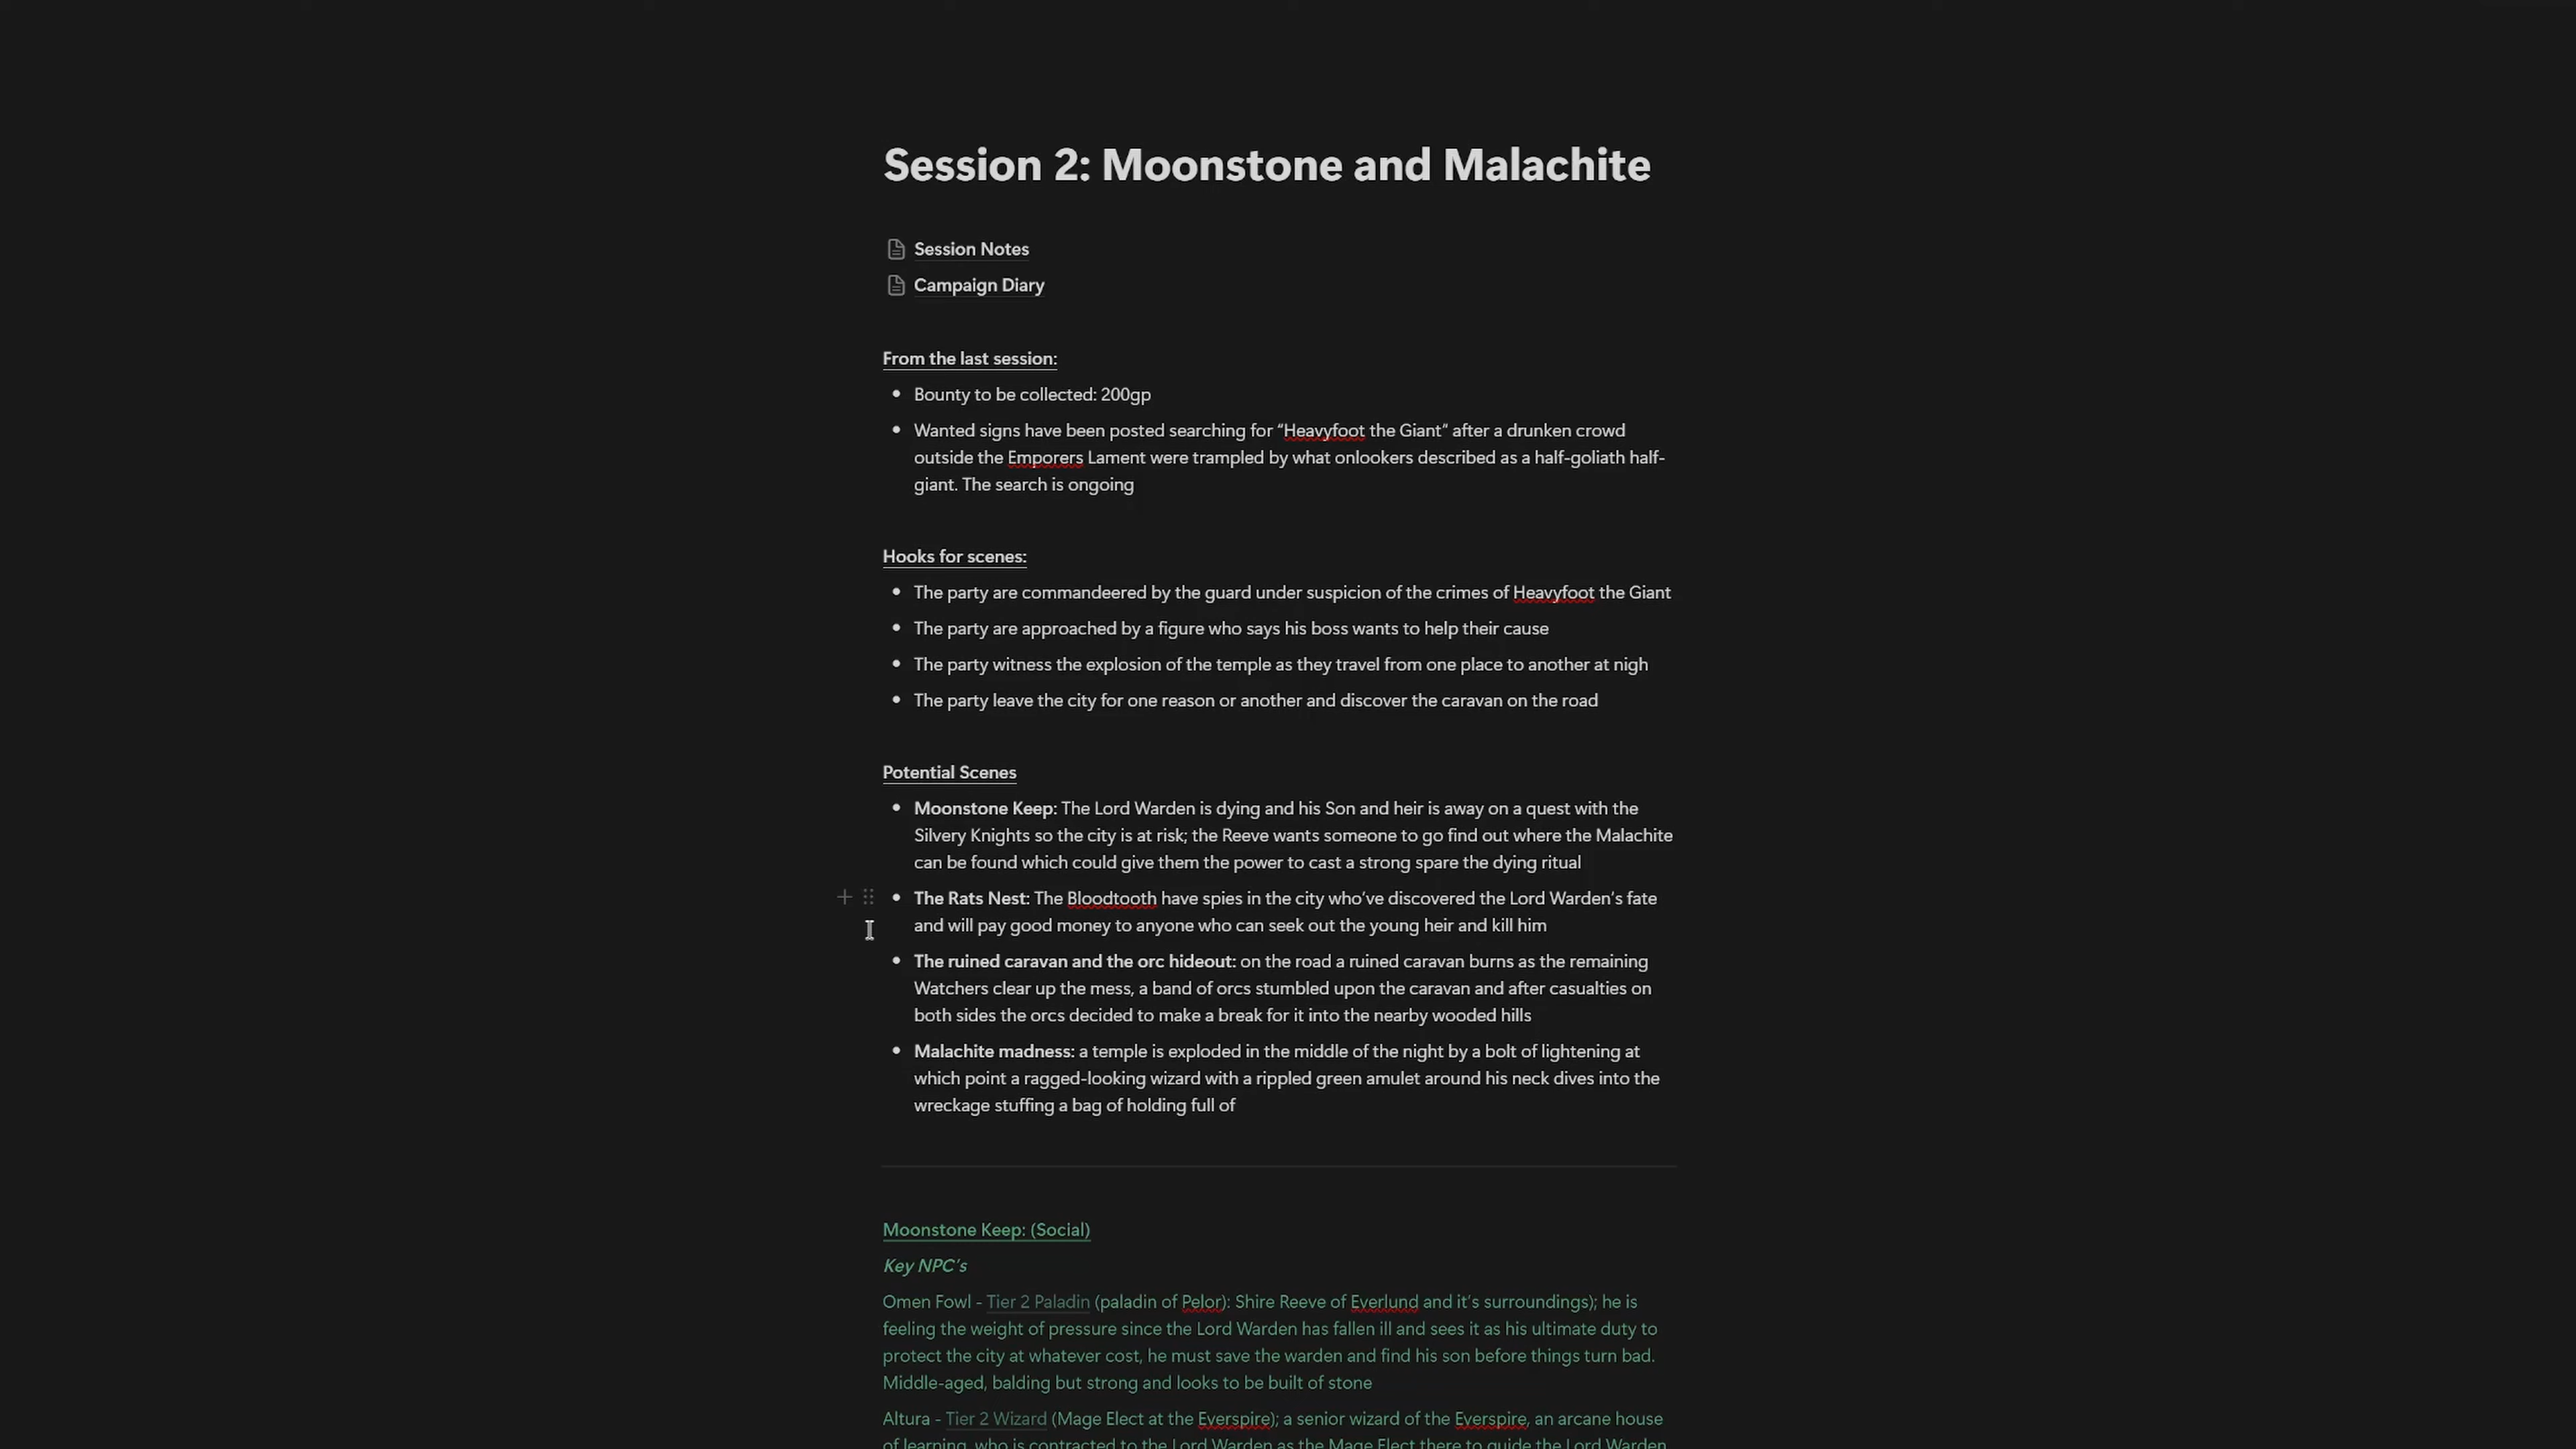 Session 2: Moonstone and Malachite
Session Notes
Campaign Diary
From the last session:
Bounty to be collected: 200gp
Wanted signs have been posted searching for “Heavyfoot the Giant” after a drunken crowd
outside the Emporers Lament were trampled by what onlookers described as a half-goliath half-
giant. The search is ongoing
Hooks for scenes:
The party are commandeered by the guard under suspicion of the crimes of Heavyfoot the Giant
The party are approached by a figure who says his boss wants to help their cause
The party witness the explosion of the temple as they travel from one place to another at nigh
The party leave the city for one reason or another and discover the caravan on the road
Potential Scenes
Moonstone Keep: The Lord Warden is dying and his Son and heir is away on a quest with the
Silvery Knights so the city is at risk; the Reeve wants someone to go find out where the Malachite
can be found which could give them the power to cast a strong spare the dying ritual
The Rats Nest: The Bloodtooth have spies in the city who’ve discovered the Lord Warden’s fate
and will pay good money to anyone who can seek out the young heir and kill him
The ruined caravan and the orc hideout: on the road a ruined caravan burns as the remaining
Watchers clear up the mess, a band of orcs stumbled upon the caravan and after casualties on
both sides the orcs decided to make a break for it into the nearby wooded hills
Malachite madness: a temple is exploded in the middle of the night by a bolt of lightening at
which point a ragged-looking wizard with a rippled green amulet around his neck dives into the
wreckage stuffing a bag of holding full of
Moonstone Keep: (Social)
Key NPC’s
Omen Fowl - Tier 2 Paladin (paladin of Pelor): Shire Reeve of Everlund and it’s surroundings); he is
feeling the weight of pressure since the Lord Warden has fallen ill and sees it as his ultimate duty to
protect the city at whatever cost, he must save the warden and find his son before things turn bad.
Middle-aged, balding but strong and looks to be built of stone
Altura - Tier 2 Wizard (Mage Elect at the Everspire); a senior wizard of the Everspire, an arcane house
of learning, who is contracted to the Lord Warden as the Mage Elect there to guide the Lord Warden